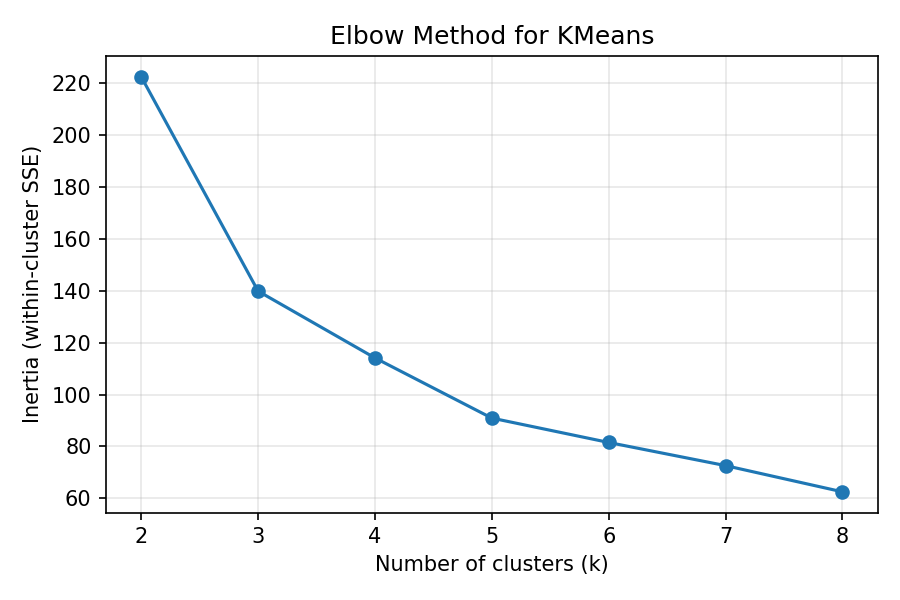 Elbow Method for KMeans
Inertia (within-cluster SSE)
220
200
180
160
140
120
100
80
60
2 3 4 5 6 7 8
Number of clusters (k)